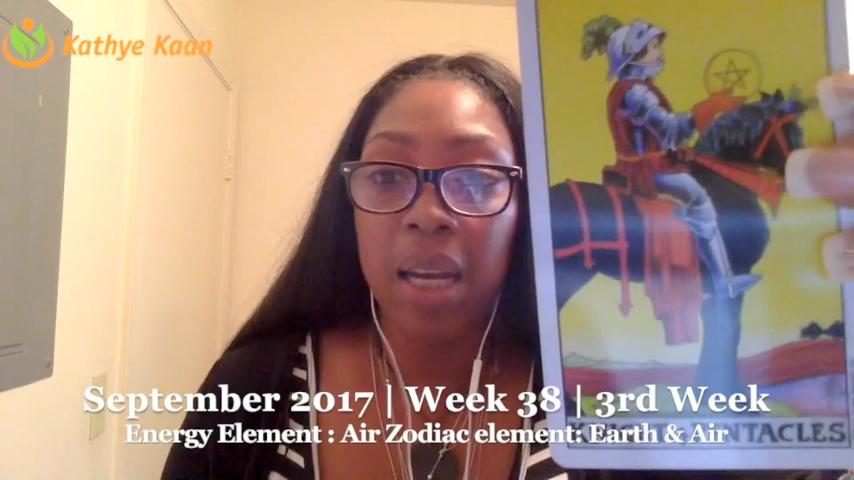 Kathye Kaan
September 2017 | Week 38 | 3rd Week
Energy Element : Air Zodiac element: Earth & Air